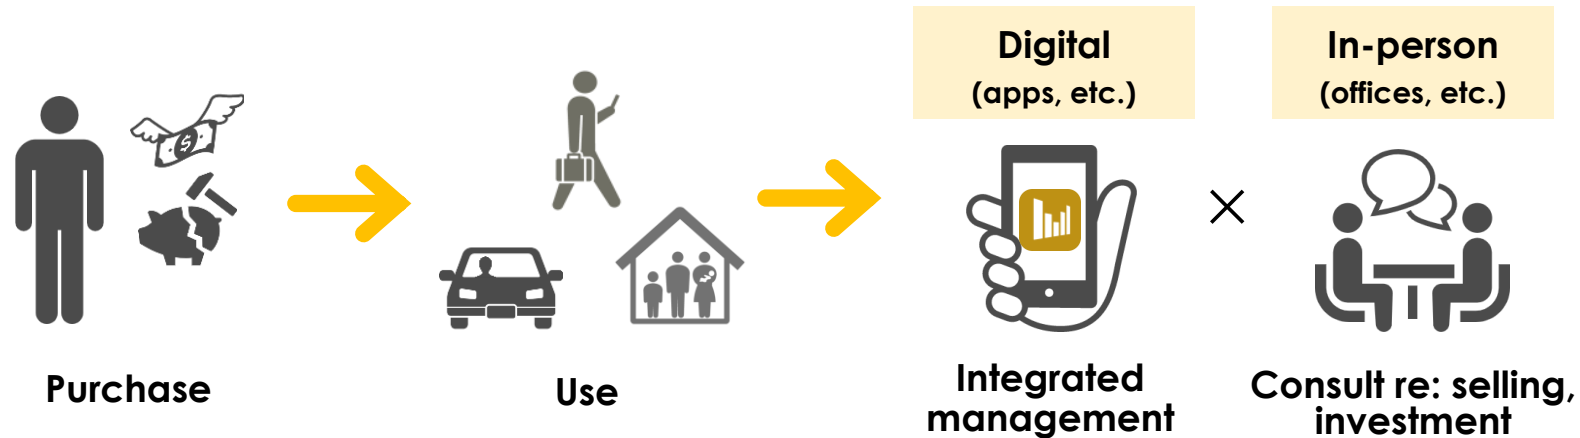 Digital
(apps, etc.)
In-person
(offices, etc.)
$
Purchase
Use
Integrated
management
Consult re: selling,
investment